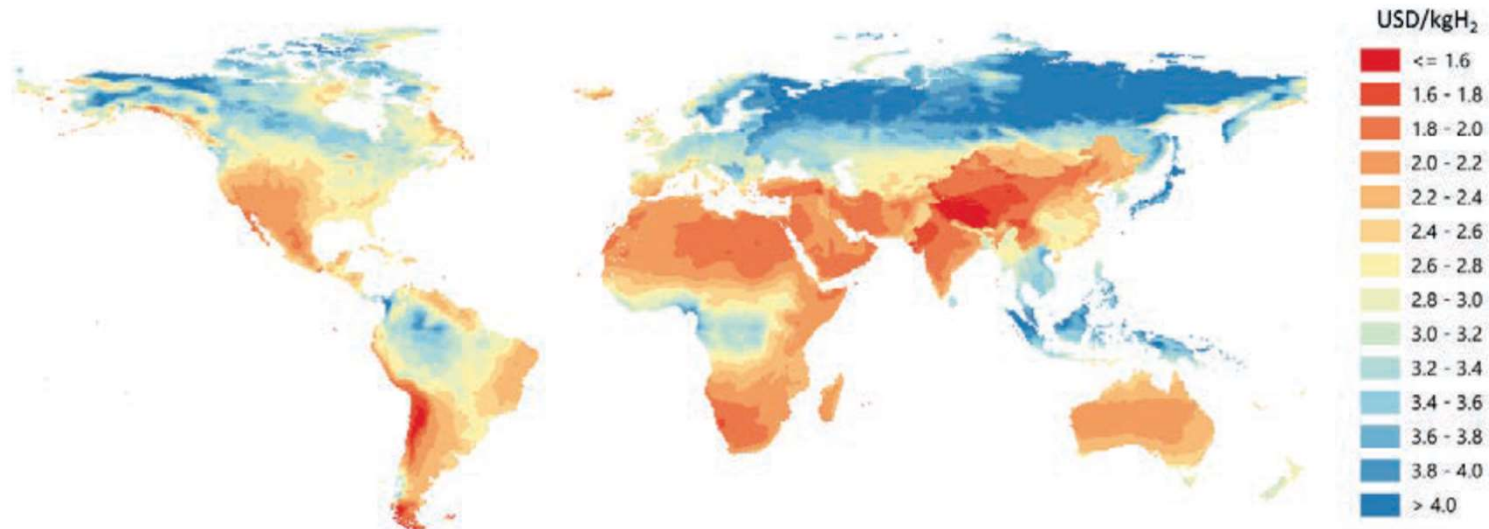 USD/kgH₂
<= 1.6
1.6 - 1.8
1.8 - 2.0
2.0 - 2.2
2.2 - 2.4
2.4 - 2.6
2.6 - 2.8
2.8 - 3.0
3.0 - 3.2
3.2 - 3.4
3.4 - 3.6
3.6 - 3.8
3.8 - 4.0
> 4.0